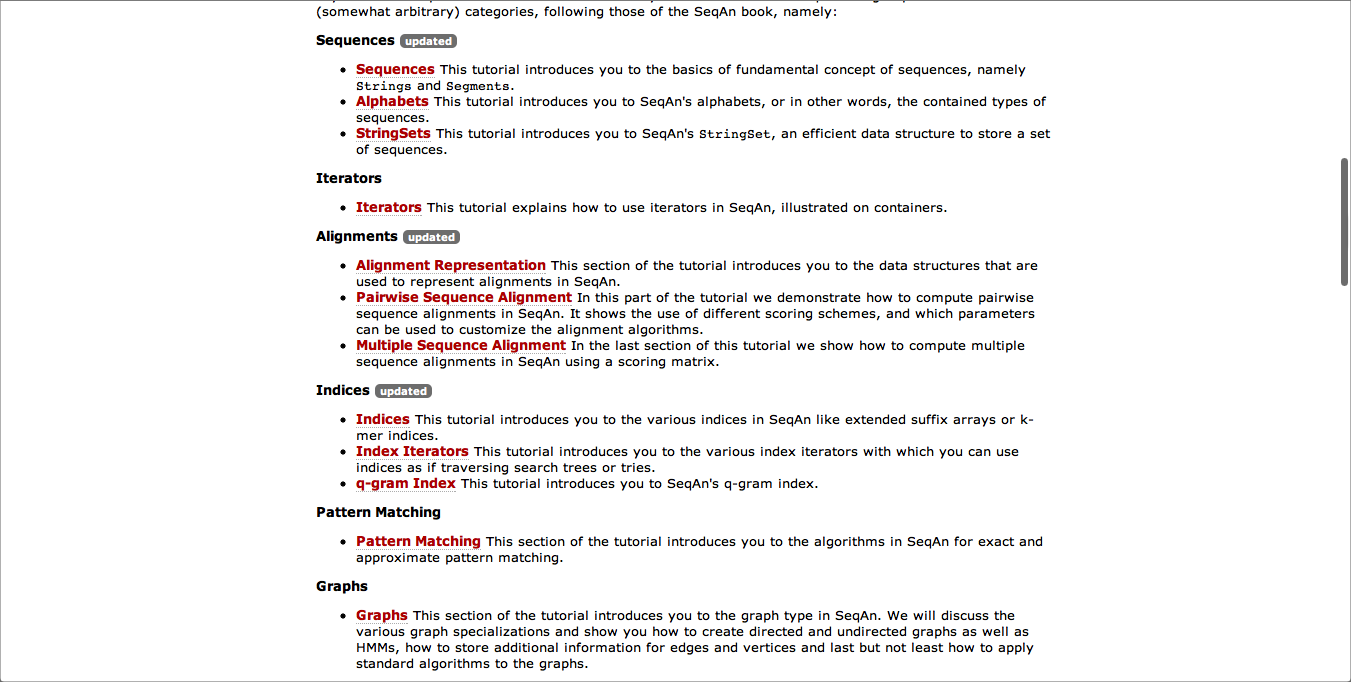 (somewhat arbitrary) categories, following those of the SeqAn book, namely:
Sequences updated
• Sequences This tutorial introduces you to the basics of fundamental concept of sequences, namely
Strings and Segments.
• Alphabets This tutorial introduces you to SeqAn's alphabets, or in other words, the contained types of
sequences.
• StringSets This tutorial introduces you to SeqAn's StringSet, an efficient data structure to store a set
of sequences.
Iterators
• Iterators This tutorial explains how to use iterators in SeqAn, illustrated on containers.
Alignments updated
• Alignment Representation This section of the tutorial introduces you to the data structures that are
used to represent alignments in SeqAn.
• Pairwise Sequence Alignment In this part of the tutorial we demonstrate how to compute pairwise
sequence alignments in SeqAn. It shows the use of different scoring schemes, and which parameters
can be used to customize the alignment algorithms.
• Multiple Sequence Alignment In the last section of this tutorial we show how to compute multiple
sequence alignments in SeqAn using a scoring matrix.
Indices updated
• Indices This tutorial introduces you to the various indices in SeqAn like extended suffix arrays or k-
mer indices.
• Index Iterators This tutorial introduces you to the various index iterators with which you can use
indices as if traversing search trees or tries.
• q-gram Index This tutorial introduces you to SeqAn's q-gram index.
Pattern Matching
• Pattern Matching This section of the tutorial introduces you to the algorithms in SeqAn for exact and
approximate pattern matching.
Graphs
• Graphs This section of the tutorial introduces you to the graph type in SeqAn. We will discuss the
various graph specializations and show you how to create directed and undirected graphs as well as
HMMs, how to store additional information for edges and vertices and last but not least how to apply
standard algorithms to the graphs.